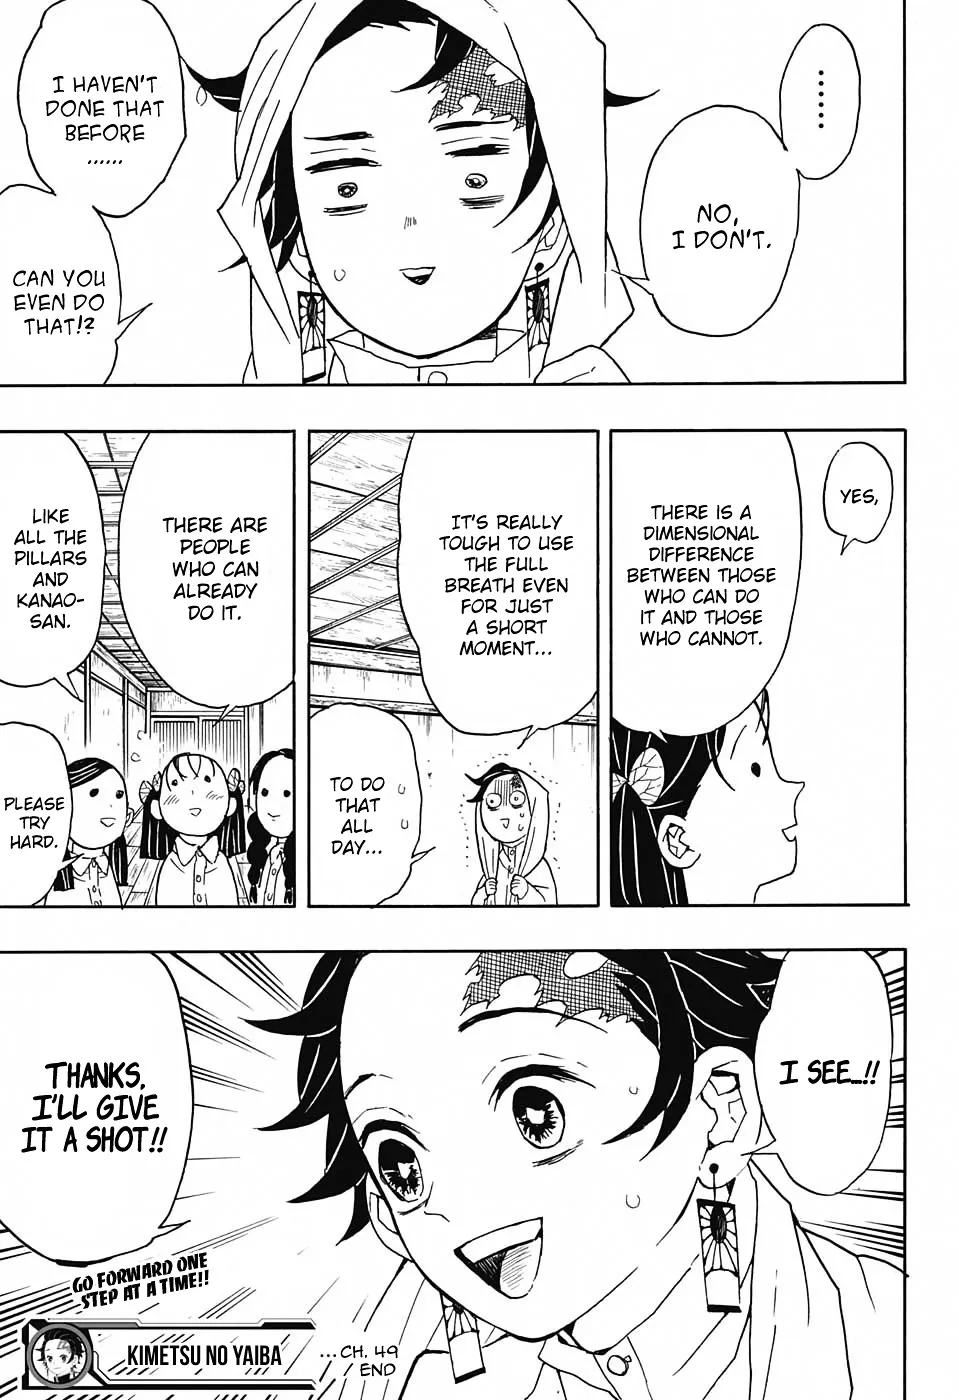 ......
NO,
I DON'T.
I HAVEN'T
DONE THAT
BEFORE
......
CAN YOU
EVEN DO
THAT!?
YES,
THERE IS A
DIMENSIONAL
DIFFERENCE
BETWEEN THOSE
WHO CAN DO
IT AND THOSE
WHO CANNOT.
IT'S REALLY
TOUGH TO USE
THE FULL
BREATH EVEN
FOR JUST
A SHORT
MOMENT...
TO DO
THAT
ALL
DAY...
THERE ARE
PEOPLE
WHO CAN
ALREADY
DO IT.
LIKE
ALL THE
PILLARS
AND
KANAO-
SAN.
PLEASE
TRY
HARD.
I SEE...!!
THANKS,
I'LL GIVE
IT A SHOT!!
GO FORWARD ONE
STEP AT A TIME!!
KIMETSU NO YAIBA
...CH. 49
END